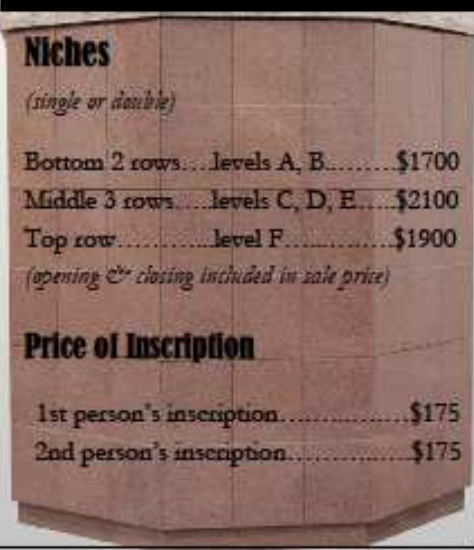 Niches
(single or double)
Bottom 2 rows....levels A, B.........$1700
Middle 3 rows.....levels C, D, E.....$2100
Top row..............level F...............$1900
(opening & closing included in sale price)
Price of Inscription
1st person's inscription...................$175
2nd person's inscription..................$175